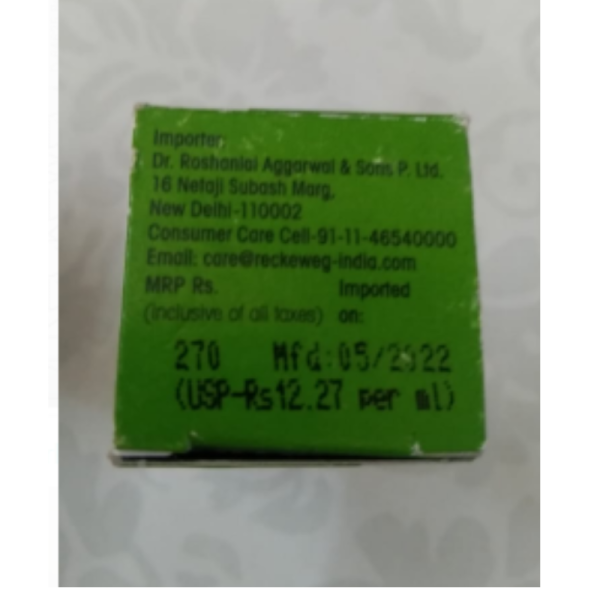 Importer:
Dr. Roshanlal Aggarwal & Sons P. Ltd.
16 Netaji Subash Marg,
New Delhi-110002
Consumer Care Cell-91-11-46540000
Email: care@reckeweg-india.com
MRP Rs. Imported
(inclusive of all taxes) on:
270 Mfd:05/2022
(USP-Rs12.27 per ml)